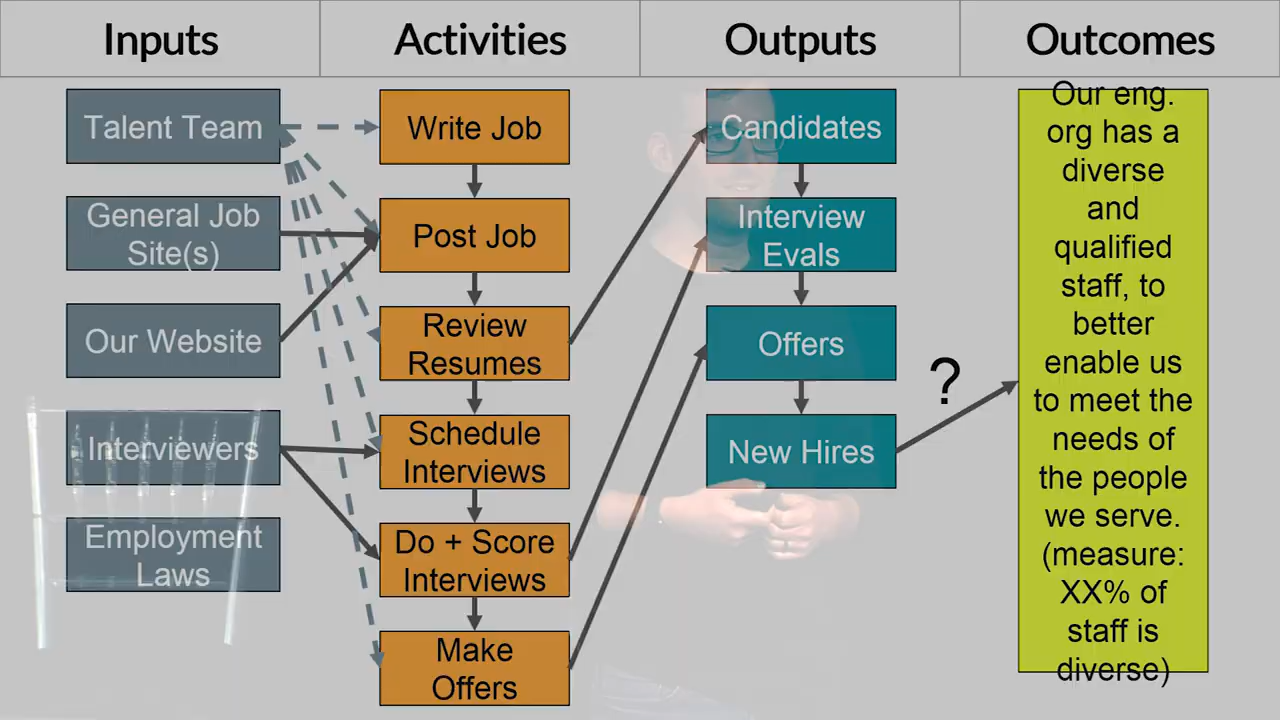 Inputs
Activities
Outputs
Outcomes
Talent Team
General Job
Site(s)
Our Website
Interviewers
Employment
Laws
Write Job
Post Job
Review
Resumes
Schedule
Interviews
Do + Score
Interviews
Make
Offers
Candidates
Interview
Evals
Offers
New Hires
?
Our eng.
org has a
diverse
and
qualified
staff, to
better
enable us
to meet the
needs of
the people
we serve.
(measure:
XX% of
staff is
diverse)